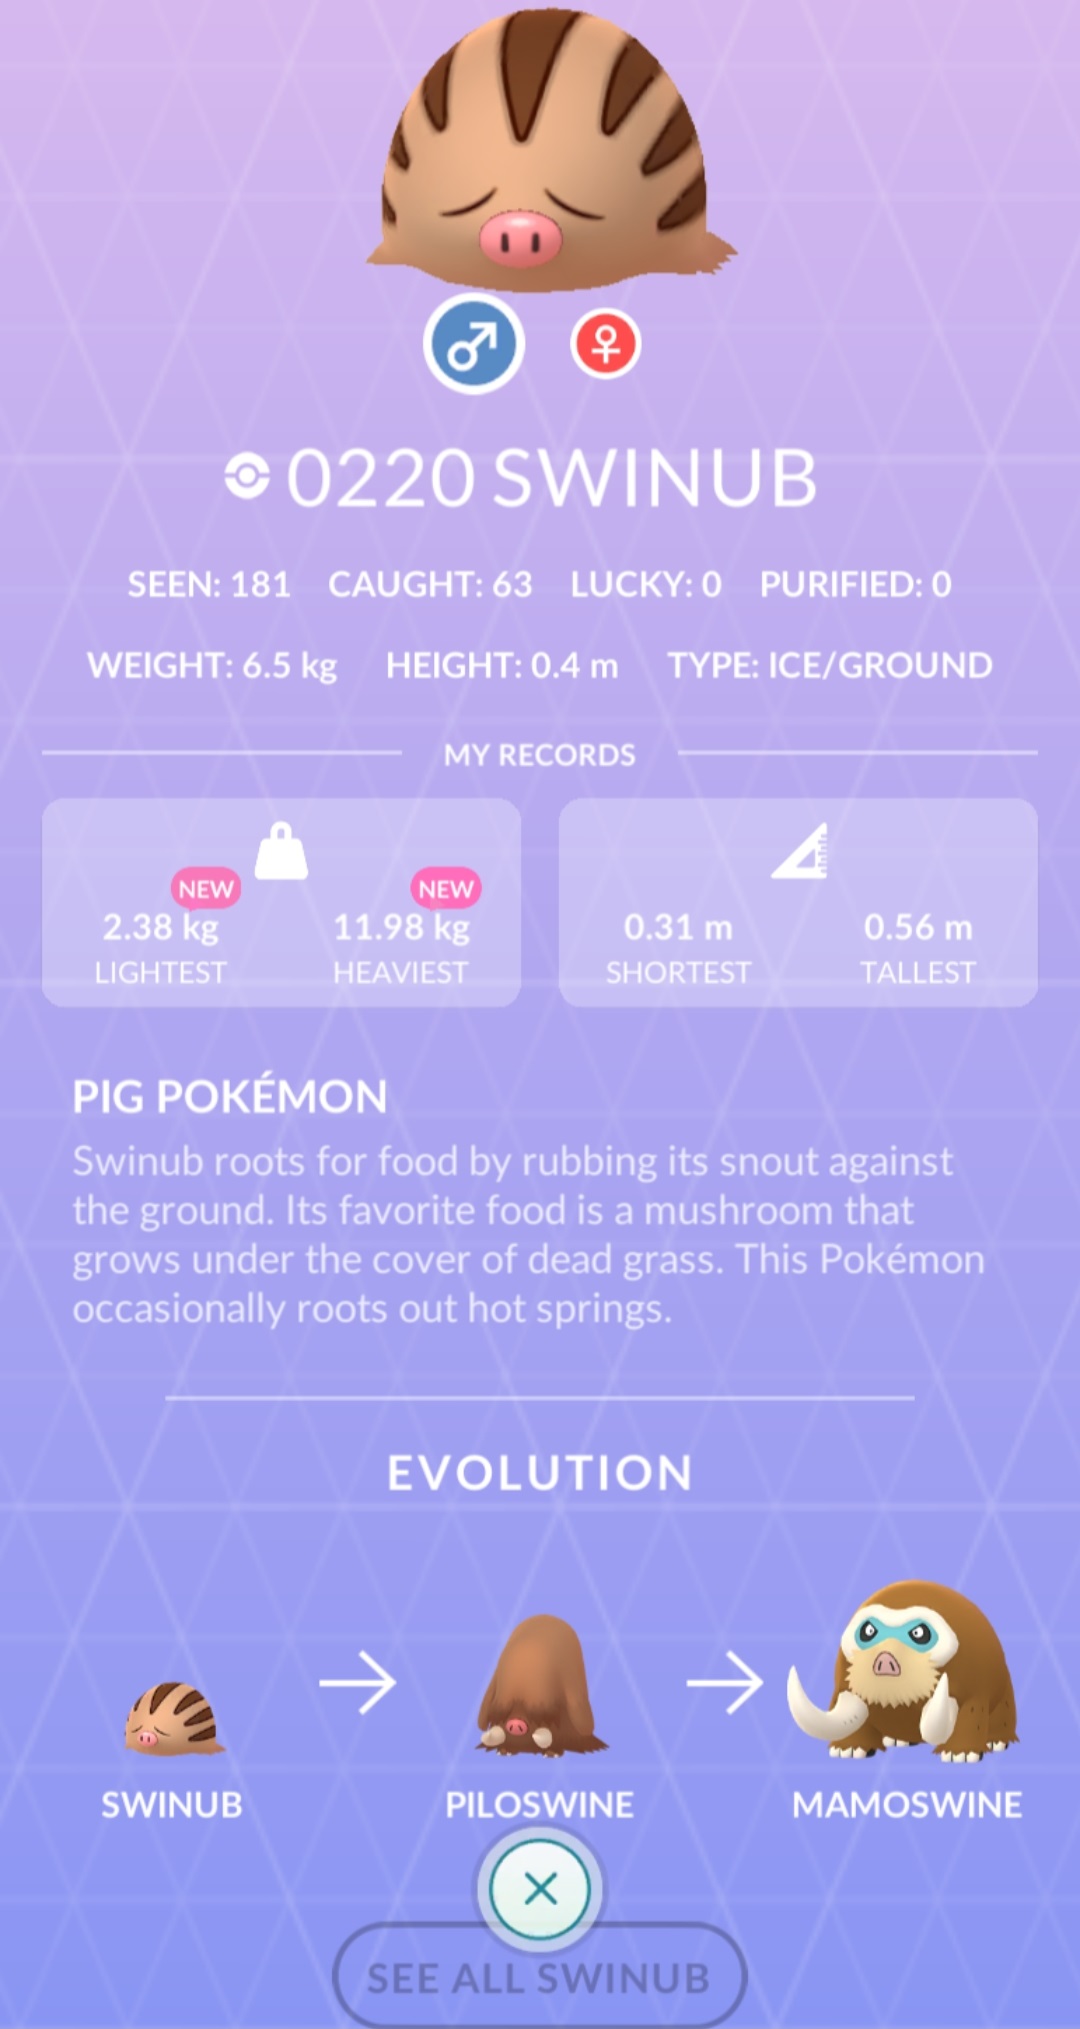 0220 SWINUB
SEEN: 181 CAUGHT: 63 LUCKY: 0 PURIFIED: 0
WEIGHT: 6.5 kg HEIGHT: 0.4 m TYPE: ICE/GROUND
MY RECORDS
NEW NEW
2.38 kg 11.98 kg 0.31 m 0.56 m
LIGHTEST HEAVIEST SHORTEST TALLEST
PIG POKÉMON
Swinub roots for food by rubbing its snout against
the ground. Its favorite food is a mushroom that
grows under the cover of dead grass. This Pokémon
occasionally roots out hot springs.
EVOLUTION
SWINUB PILOSWINE MAMOSWINE
SEE ALL SWINUB